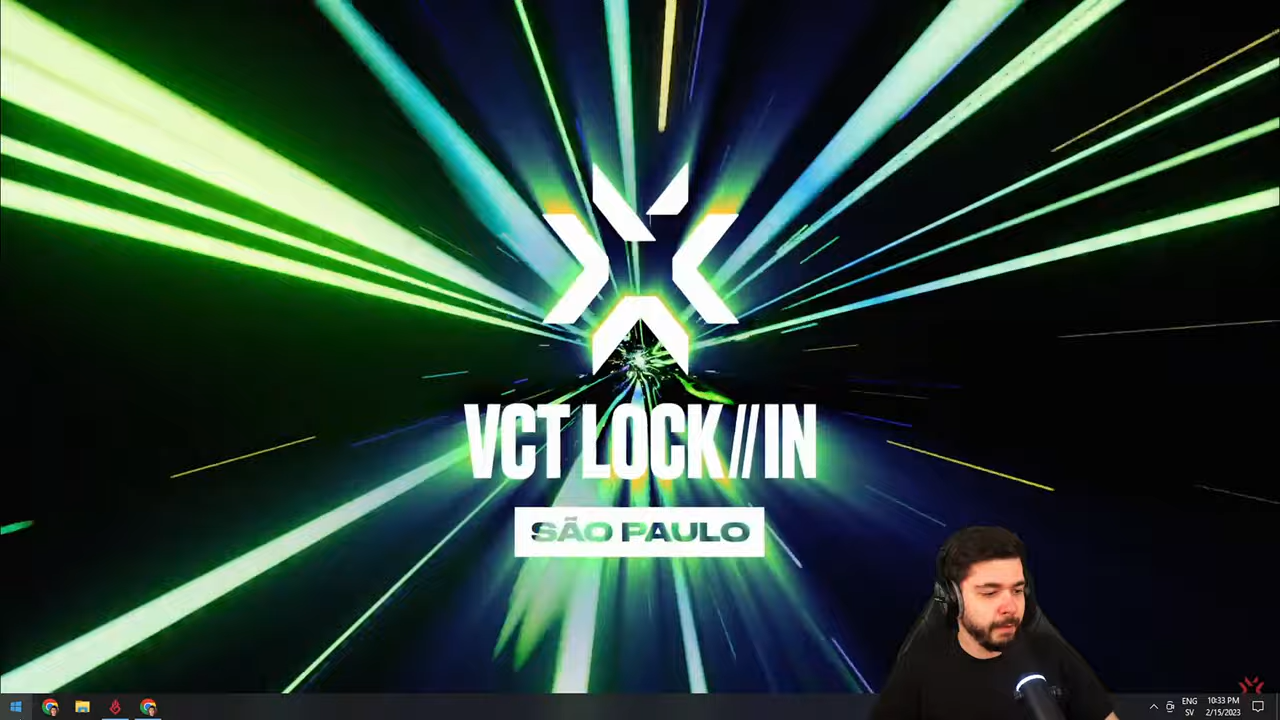 VCT LOCK//IN
SÃO PAULO
ENG
SV
10:33 PM
2/15/2023